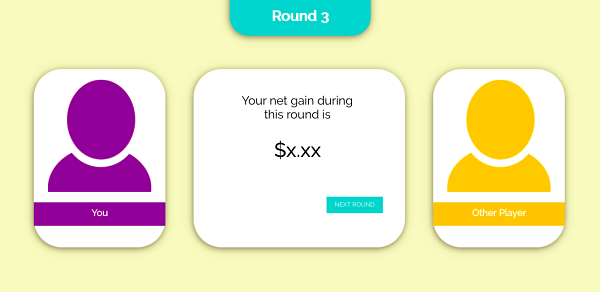 Round 3
Your net gain during
this round is
$x.xx
NEXT ROUND
You
Other Player